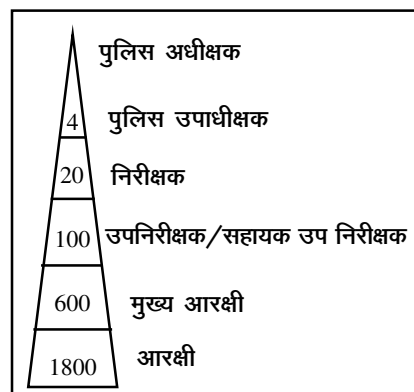 पुलिस अधीक्षक
4 पुलिस उपाधीक्षक
20 निरीक्षक
100 उपनिरीक्षक/सहायक उप निरीक्षक
600 मुख्य आरक्षी
1800 आरक्षी